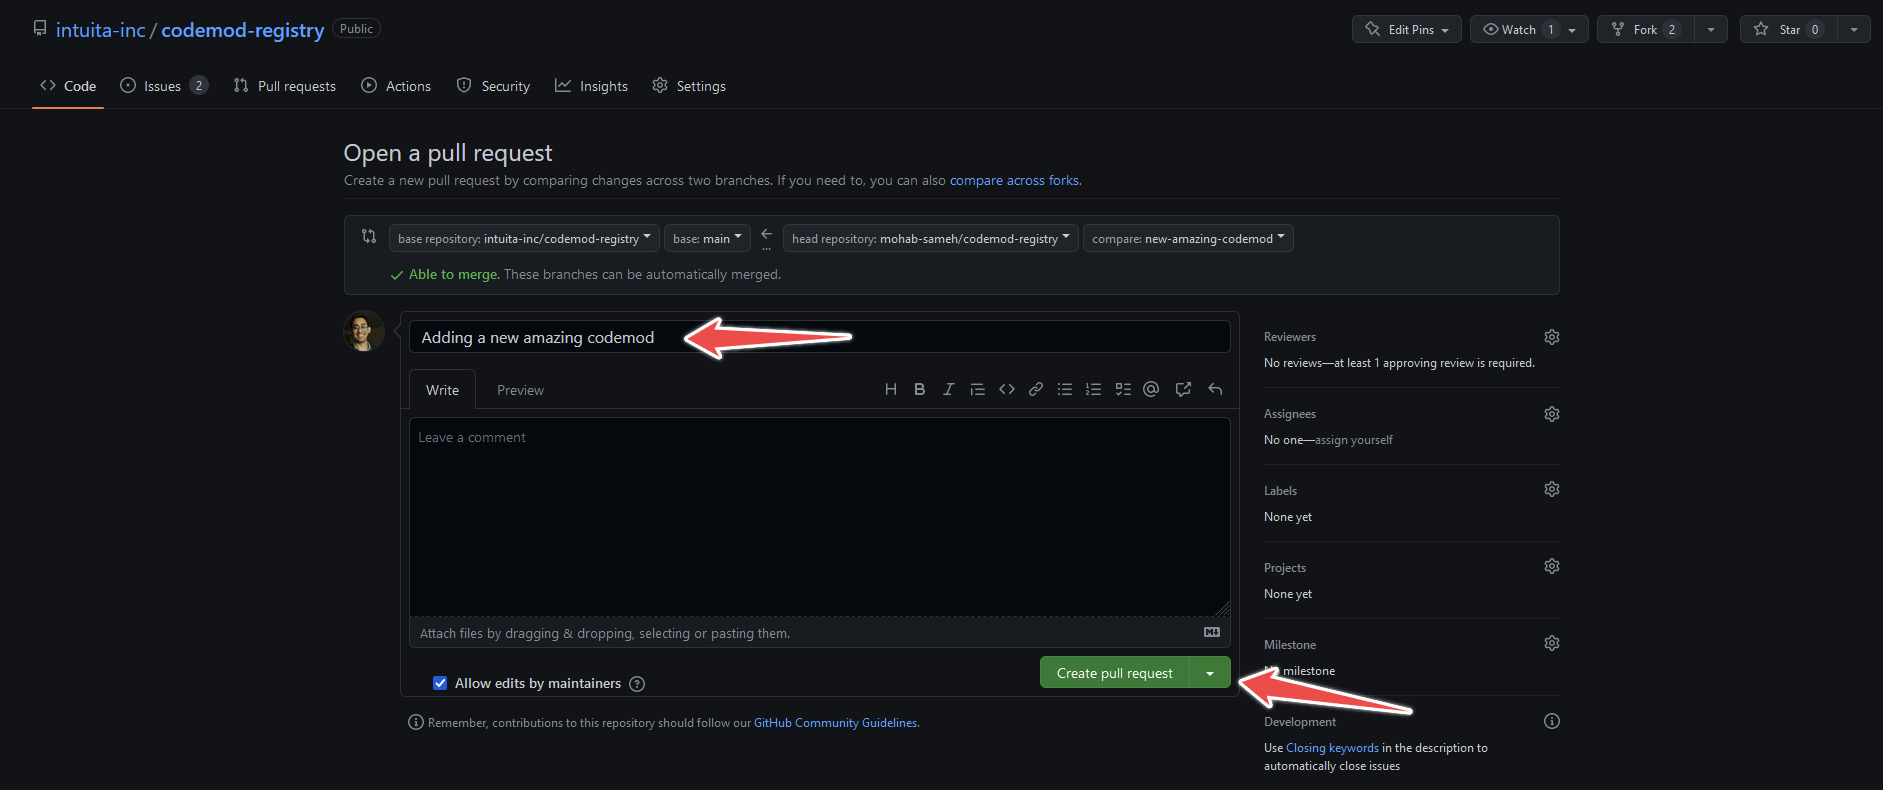 intuita-inc / codemod-registry Public Edit Pins Watch 1 Fork 2 Star 0
Code Issues 2 Pull requests Actions Security Insights Settings
Open a pull request
Create a new pull request by comparing changes across two branches. If you need to, you can also compare across forks.
base repository: intuita-inc/codemod-registry base: main ... head repository: mohab-sameh/codemod-registry compare: new-amazing-codemod
Able to merge. These branches can be automatically merged.
Adding a new amazing codemod
Write Preview H B I
Leave a comment
Attach files by dragging & dropping, selecting or pasting them.
Allow edits by maintainers ?
Create pull request
Remember, contributions to this repository should follow our GitHub Community Guidelines.
Reviewers
No reviews—at least 1 approving review is required.
Assignees
No one—assign yourself
Labels
None yet
Projects
None yet
Milestone
milestone
Development
Use Closing keywords in the description to
automatically close issues